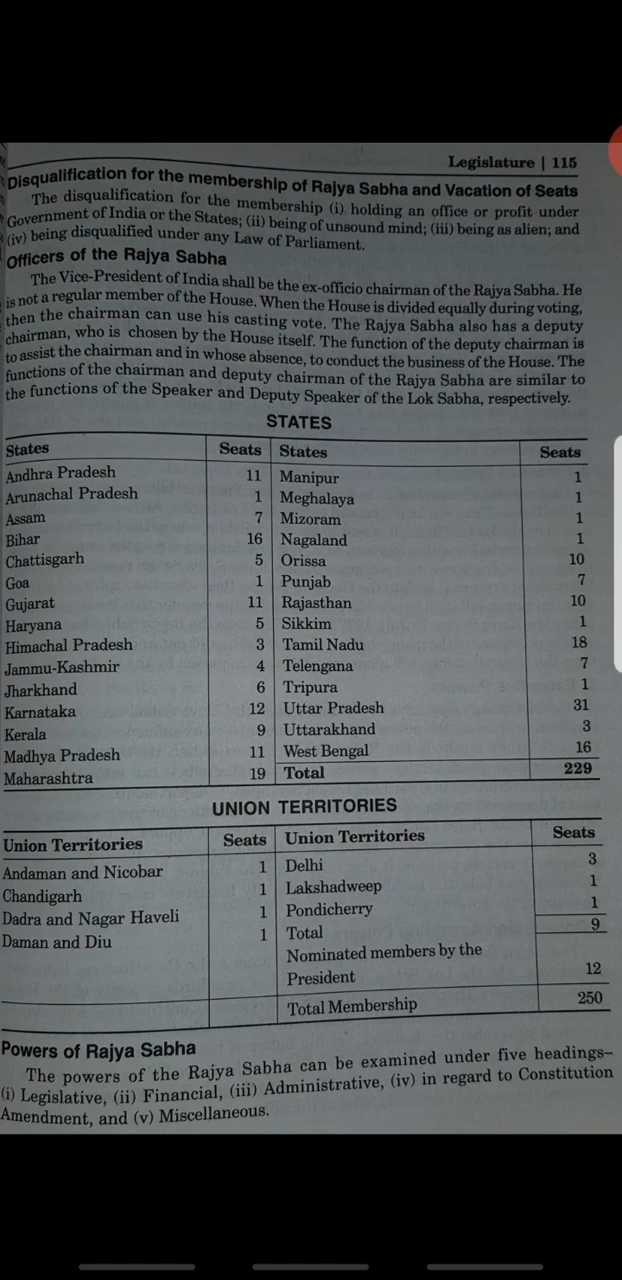 Legislature | 115
Disqualification for the membership of Rajya Sabha and Vacation of Seats
The disqualification for the membership (i) holding an office or profit under
Government of India or the States; (ii) being of unsound mind; (iii) being as alien; and
(iv) being disqualified under any Law of Parliament.
Officers of the Rajya Sabha
The Vice-President of India shall be the ex-officio chairman of the Rajya Sabha. He
is not a regular member of the House. When the House is divided equally during voting,
then the chairman can use his casting vote. The Rajya Sabha also has a deputy
chairman, who is chosen by the House itself. The function of the deputy chairman is
to assist the chairman and in whose absence, to conduct the business of the House. The
functions of the chairman and deputy chairman of the Rajya Sabha are similar to
the functions of the Speaker and Deputy Speaker of the Lok Sabha, respectively.
STATES
States Seats States Seats
Andhra Pradesh 11 Manipur 1
Arunachal Pradesh 1 Meghalaya 1
Assam 7 Mizoram 1
Bihar 16 Nagaland 1
Chattisgarh 5 Orissa 10
Goa 1 Punjab 7
Gujarat 11 Rajasthan 10
Haryana 5 Sikkim 1
Himachal Pradesh 3 Tamil Nadu 18
Jammu-Kashmir 4 Telengana 7
Jharkhand 6 Tripura 1
Karnataka 12 Uttar Pradesh 31
Kerala 9 Uttarakhand 3
Madhya Pradesh 11 West Bengal 16
Maharashtra 19 Total 229
UNION TERRITORIES
Union Territories Seats Union Territories Seats
Andaman and Nicobar 1 Delhi 3
Chandigarh 1 Lakshadweep 1
Dadra and Nagar Haveli 1 Pondicherry 1
Daman and Diu 1 Total 9
Nominated members by the
President 12
Total Membership 250
Powers of Rajya Sabha
The powers of the Rajya Sabha can be examined under five headings–
(i) Legislative, (ii) Financial, (iii) Administrative, (iv) in regard to Constitution
Amendment, and (v) Miscellaneous.